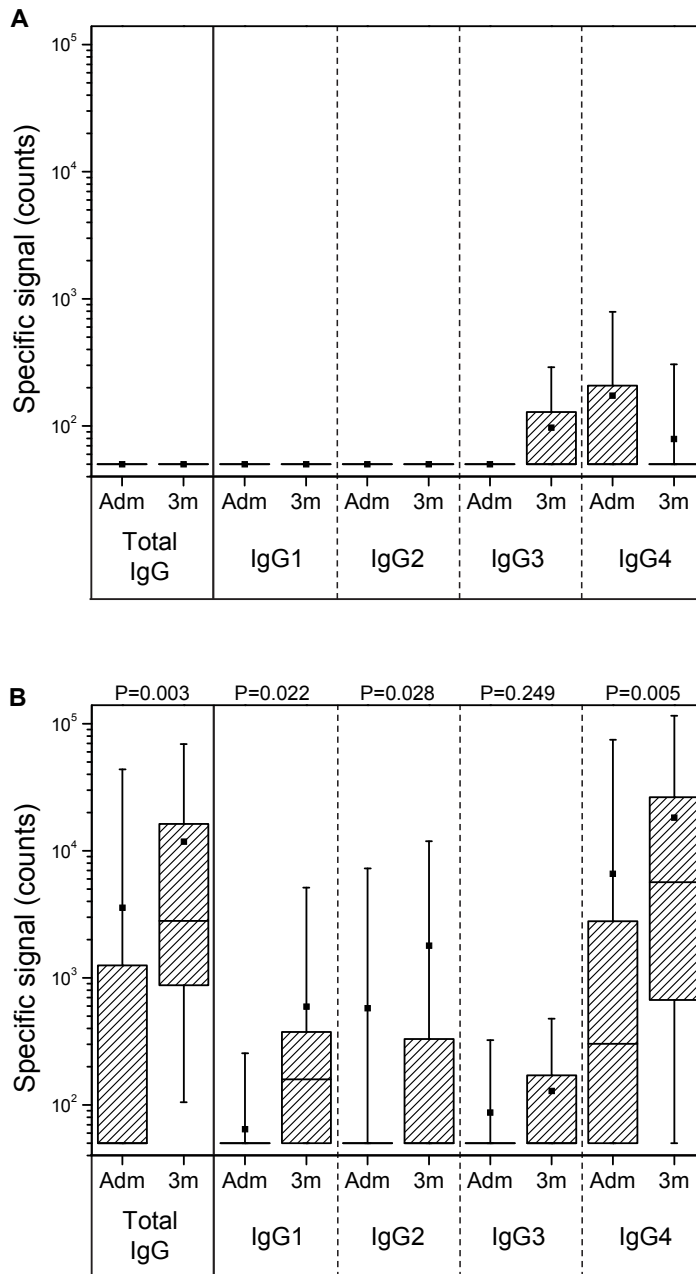 A
Specific signal (counts)
10⁵
10⁴
10³
10²
Adm 3m Adm 3m Adm 3m Adm 3m Adm 3m
Total
IgG
IgG1 IgG2 IgG3 IgG4
B
P=0.003 P=0.022 P=0.028 P=0.249 P=0.005
Specific signal (counts)
10⁵
10⁴
10³
10²
Adm 3m Adm 3m Adm 3m Adm 3m Adm 3m
Total
IgG
IgG1 IgG2 IgG3 IgG4